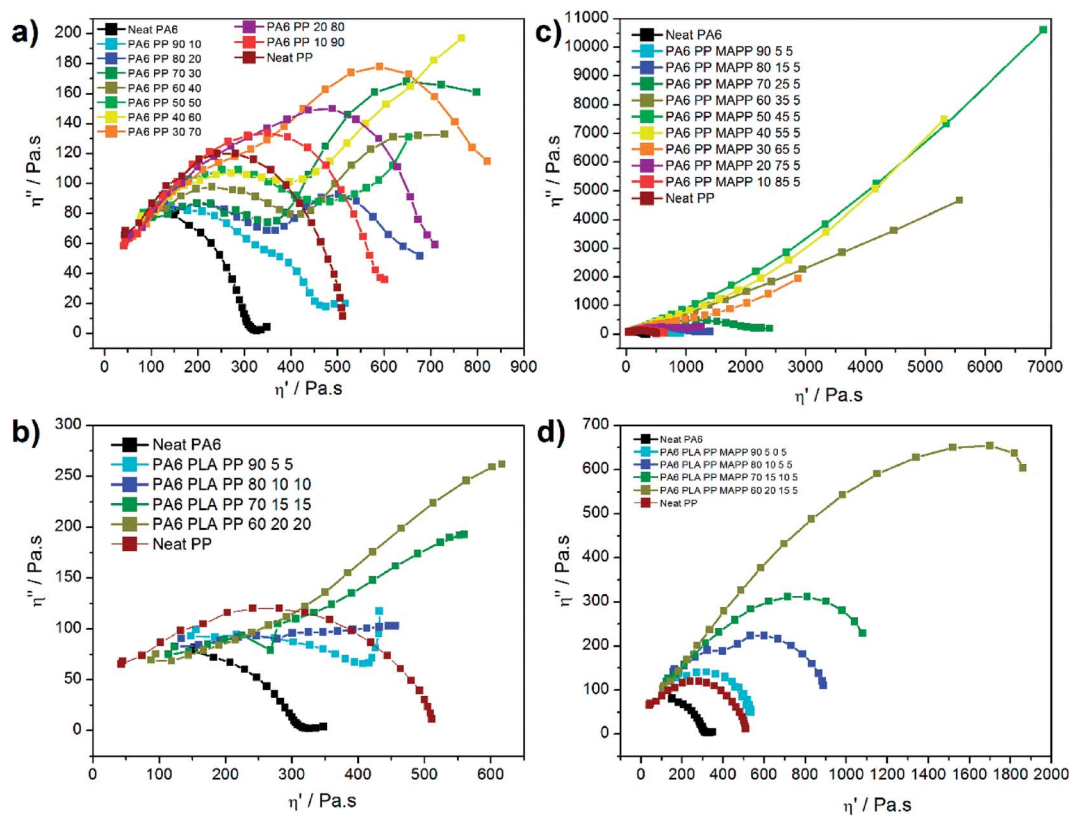 a)
η'' / Pa.s
200
180
160
140
120
100
80
60
40
20
0
Neat PA6
PA6 PP 90 10
PA6 PP 80 20
PA6 PP 70 30
PA6 PP 60 40
PA6 PP 50 50
PA6 PP 40 60
PA6 PP 30 70
PA6 PP 20 80
PA6 PP 10 90
Neat PP
0 100 200 300 400 500 600 700 800 900
η' / Pa.s
c)
η'' / Pa.s
11000
10000
9000
8000
7000
6000
5000
4000
3000
2000
1000
0
Neat PA6
PA6 PP MAPP 90 5 5
PA6 PP MAPP 80 15 5
PA6 PP MAPP 70 25 5
PA6 PP MAPP 60 35 5
PA6 PP MAPP 50 45 5
PA6 PP MAPP 40 55 5
PA6 PP MAPP 30 65 5
PA6 PP MAPP 20 75 5
PA6 PP MAPP 10 85 5
Neat PP
0 1000 2000 3000 4000 5000 6000 7000
η' / Pa.s
b)
η'' / Pa.s
300
250
200
150
100
50
0
Neat PA6
PA6 PLA PP 90 5 5
PA6 PLA PP 80 10 10
PA6 PLA PP 70 15 15
PA6 PLA PP 60 20 20
Neat PP
0 100 200 300 400 500 600
η' / Pa.s
d)
η'' / Pa.s
700
600
500
400
300
200
100
0
Neat PA6
PA6 PLA PP MAPP 90 5 0 5
PA6 PLA PP MAPP 80 10 5 5
PA6 PLA PP MAPP 70 15 10 5
PA6 PLA PP MAPP 60 20 15 5
Neat PP
0 200 400 600 800 1000 1200 1400 1600 1800 2000
η' / Pa.s